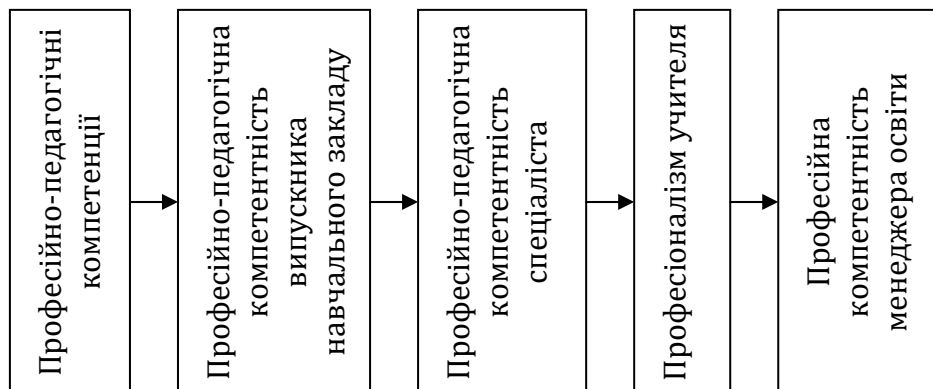 Професійно-педагогічні
компетенції
Професійно-педагогічна
компетентність
випускника
навчального закладу
Професійно-педагогічна
компетентність
спеціаліста
Професіоналізм учителя
Професійна
компетентність
менеджера освіти